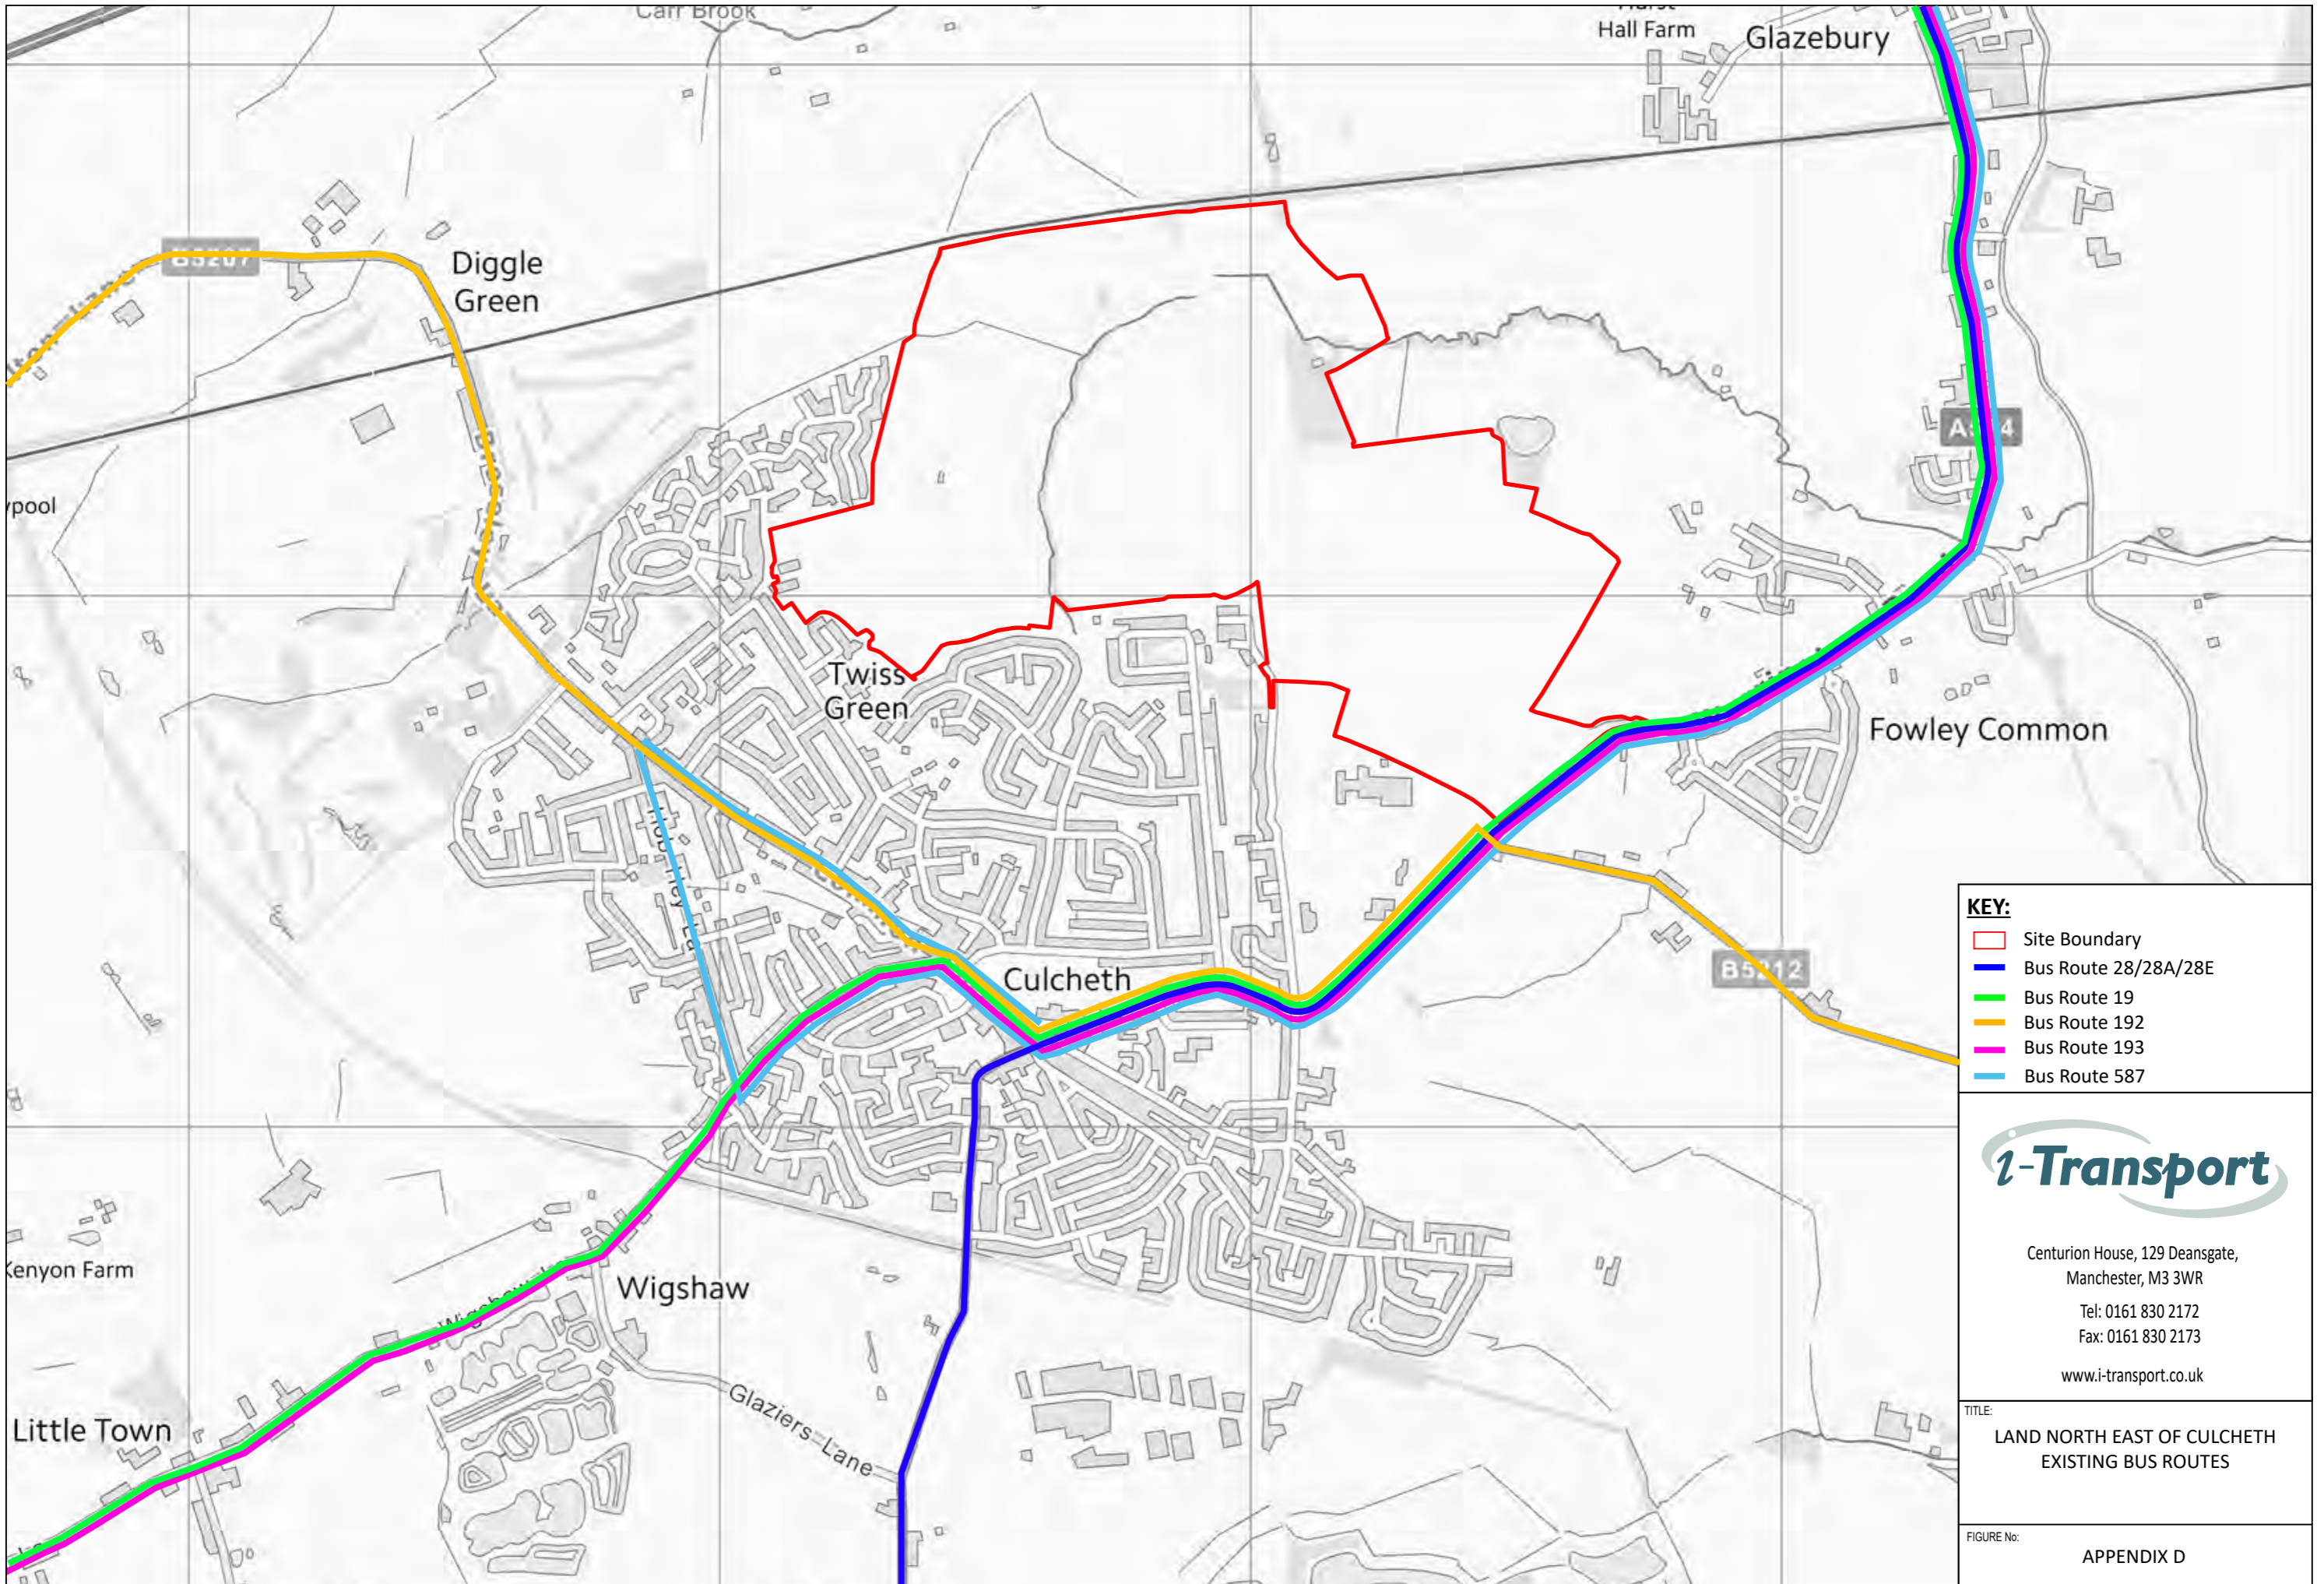 Carr Brook
Hall Farm
Glazebury
Diggle
Green
Twiss
Green
Fowley Common
Culcheth
Wigshaw
Kenyon Farm
Little Town
Glaziers Lane
KEY:
Site Boundary
Bus Route 28/28A/28E
Bus Route 19
Bus Route 192
Bus Route 193
Bus Route 587
i-Transport
Centurion House, 129 Deansgate,
Manchester, M3 3WR
Tel: 0161 830 2172
Fax: 0161 830 2173
www.i-transport.co.uk
TITLE:
LAND NORTH EAST OF CULCHETH
EXISTING BUS ROUTES
FIGURE No:
APPENDIX D